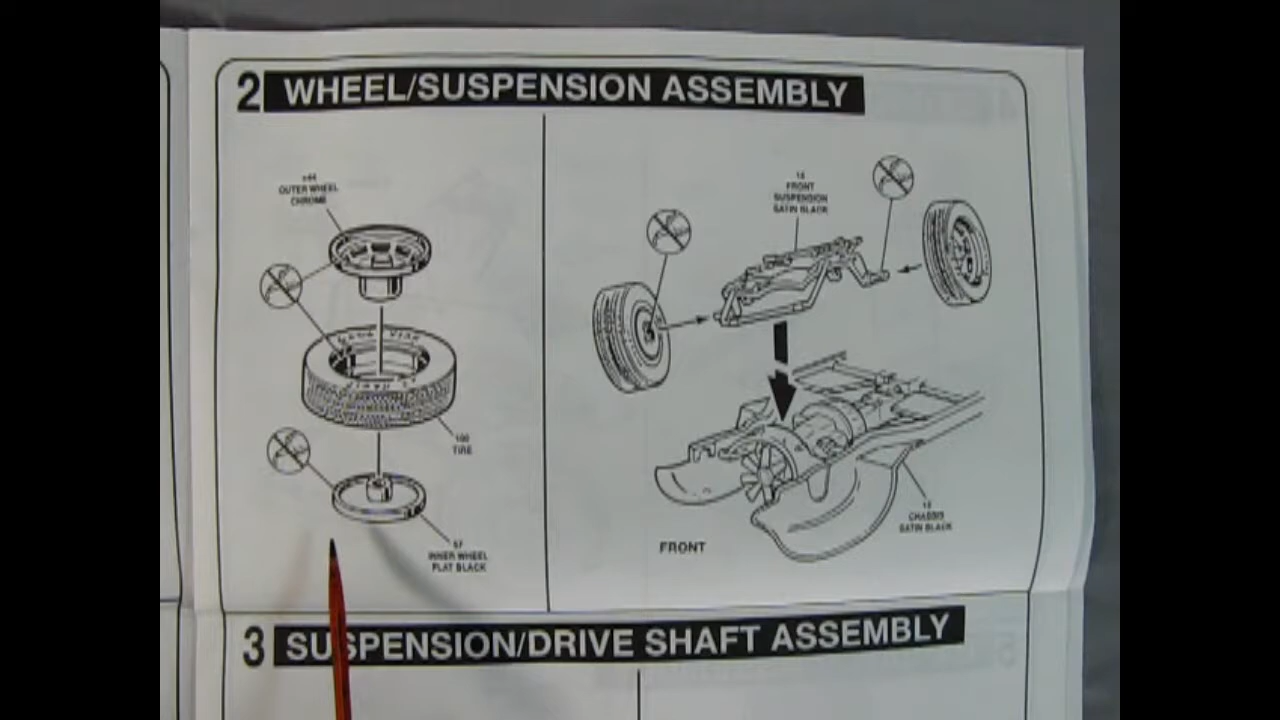 2 WHEEL/SUSPENSION ASSEMBLY
OUTER WHEEL
CHROME
100
TIRE
57
INNER WHEEL
FLAT BLACK
FRONT
SUSPENSION
SATIN BLACK
CHASSIS
SATIN BLACK
FRONT
3 SUSPENSION/DRIVE SHAFT ASSEMBLY